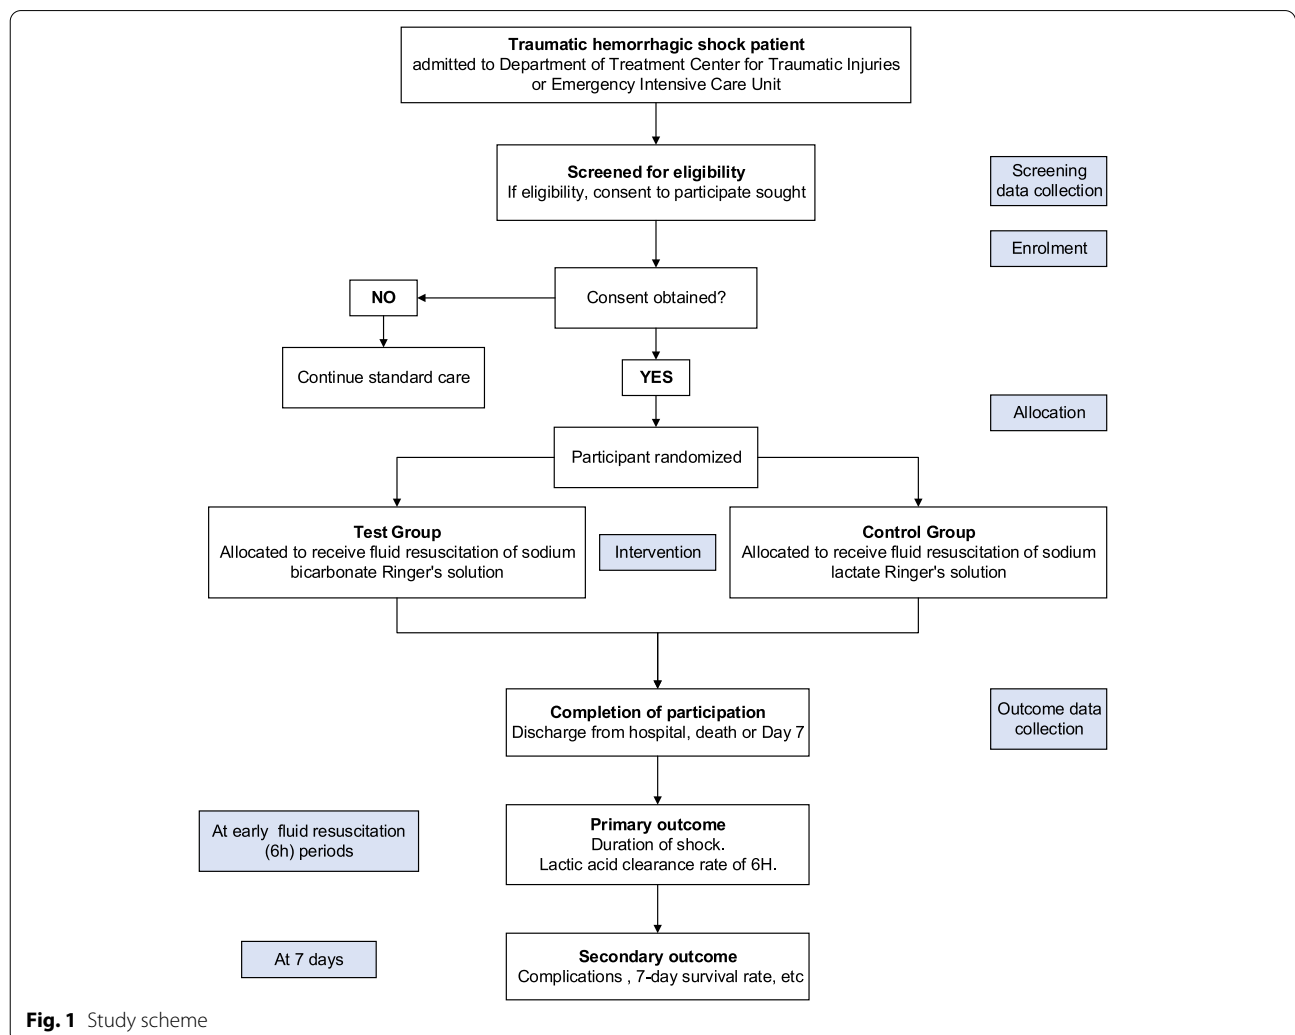 Traumatic hemorrhagic shock patient
admitted to Department of Treatment Center for Traumatic Injuries
or Emergency Intensive Care Unit
Screened for eligibility
If eligibility, consent to participate sought
Screening
data collection
Enrolment
Consent obtained?
NO
Continue standard care
YES
Allocation
Participant randomized
Test Group
Allocated to receive fluid resuscitation of sodium
bicarbonate Ringer's solution
Intervention
Control Group
Allocated to receive fluid resuscitation of sodium
lactate Ringer's solution
Completion of participation
Discharge from hospital, death or Day 7
Outcome data
collection
At early fluid resuscitation
(6h) periods
Primary outcome
Duration of shock.
Lactic acid clearance rate of 6H.
At 7 days
Secondary outcome
Complications , 7-day survival rate, etc
Fig. 1 Study scheme